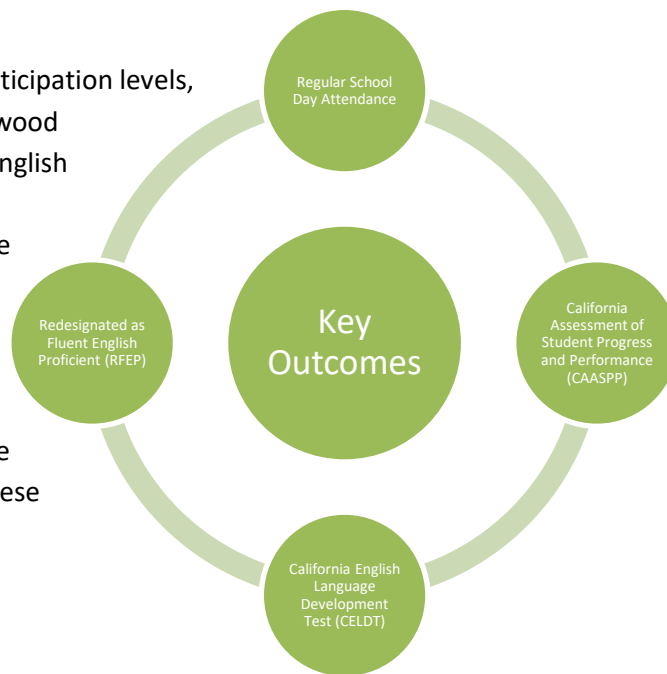 ticipation levels,
wood
nglish
e
e
ese
Regular School
Day Attendance
California
Assessment of
Student Progress
and Performance
(CAASPP)
California English
Language
Development
Test (CELDT)
Redesignated as
Fluent English
Proficient (RFEP)
Key
Outcomes